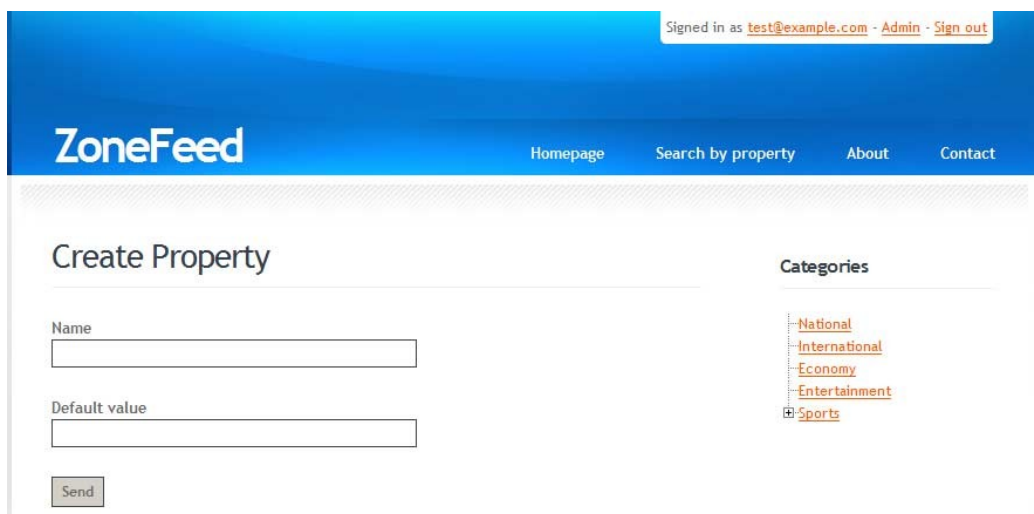 Signed in as test@example.com - Admin - Sign out
ZoneFeed
Homepage Search by property About Contact
Create Property
Name
Default value
Send
Categories
National
International
Economy
Entertainment
Sports